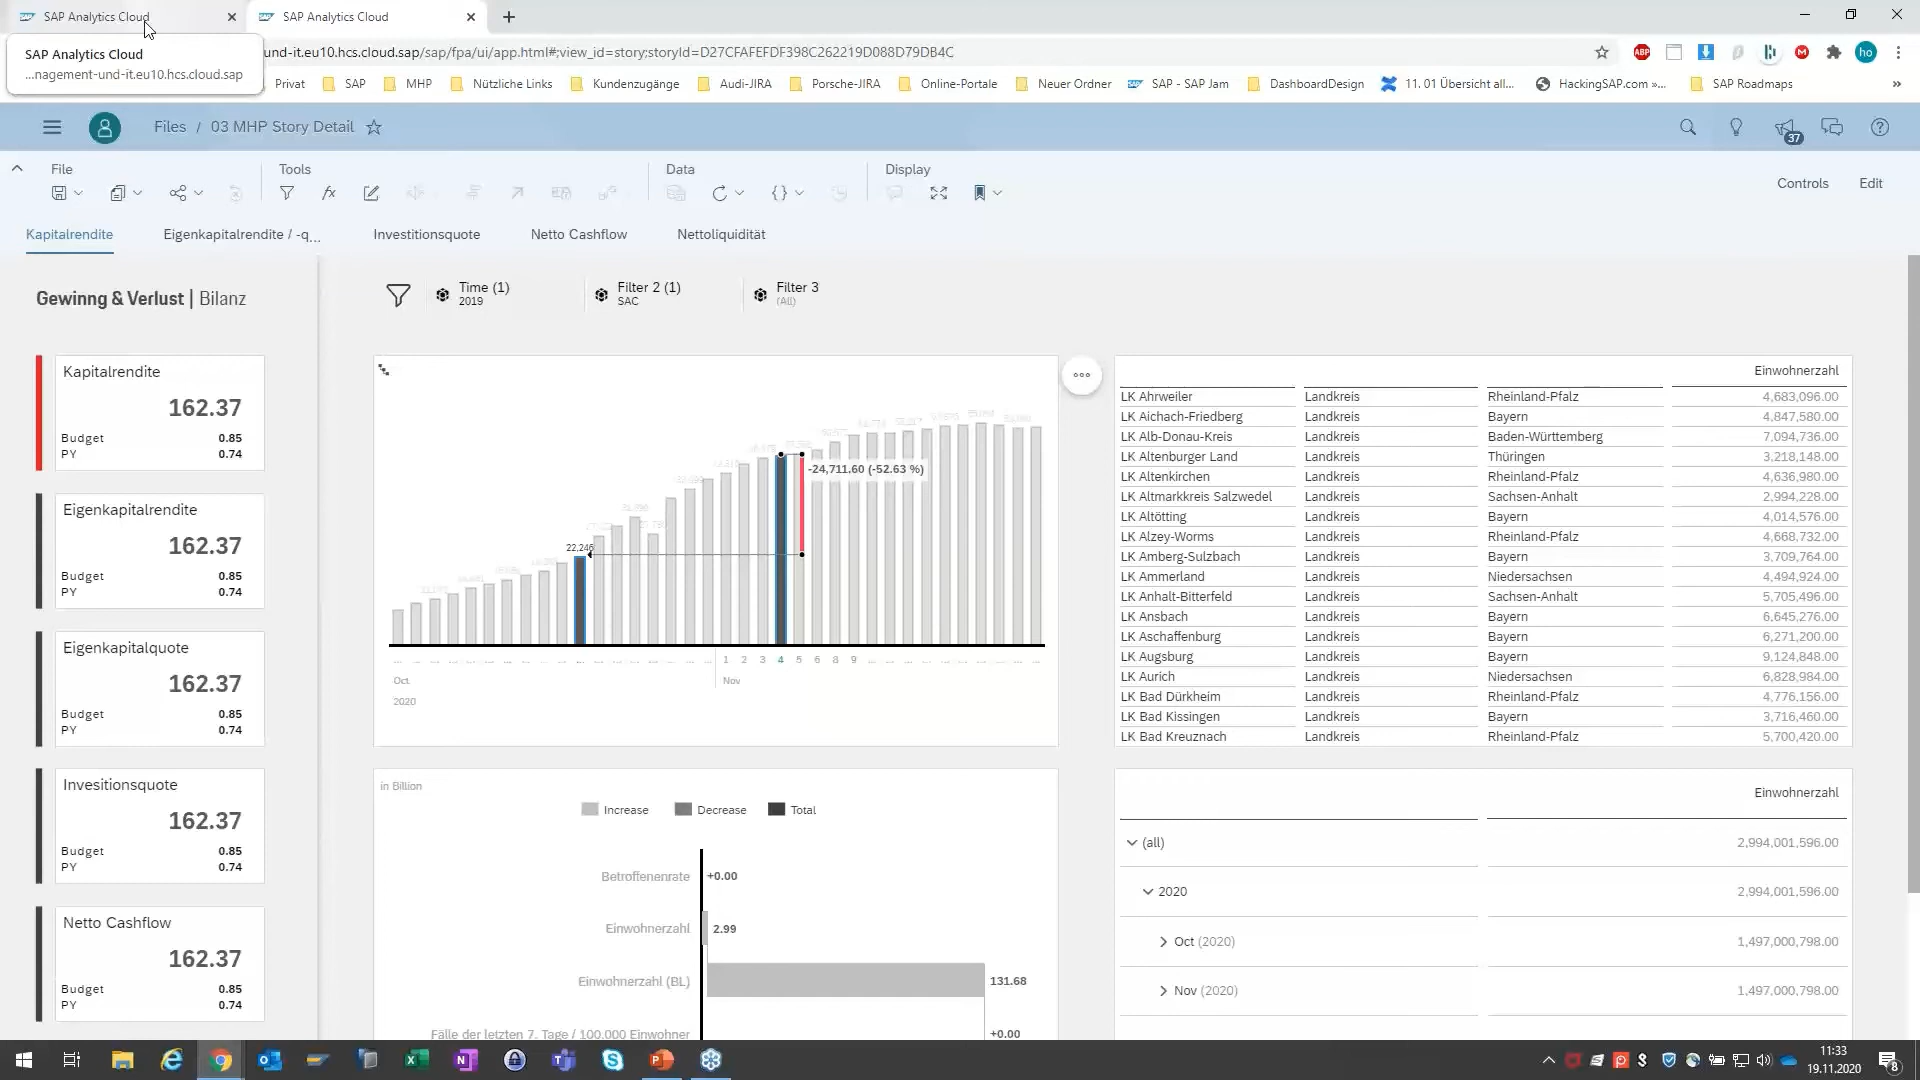 SAP Analytics Cloud
SAP Analytics Cloud
SAP Analytics Cloud
...nagement-und-it.eu10.hcs.cloud.sap
und-it.eu10.hcs.cloud.sap/sap/fpa/ui/app.html#;view_id=story;storyId=D27CFAFEFDF398C262219D088D79DB4C
Privat SAP MHP Nützliche Links Kundenzugänge Audi-JIRA Porsche-JIRA Online-Portale Neuer Ordner SAP - SAP Jam DashboardDesign 11. 01 Übersicht all... HackingSAP.com »... SAP Roadmaps »
Files / 03 MHP Story Detail
37
File Tools Data Display
Controls Edit
Kapitalrendite Eigenkapitalrendite / -q... Investitionsquote Netto Cashflow Nettoliquidität
Gewinng & Verlust | Bilanz
Time (1)
2019
Filter 2 (1)
SAC
Filter 3
(All)
Kapitalrendite
162.37
Budget 0.85
PY 0.74
Eigenkapitalrendite
162.37
Budget 0.85
PY 0.74
Eigenkapitalquote
162.37
Budget 0.85
PY 0.74
Invesitionsquote
162.37
Budget 0.85
PY 0.74
Netto Cashflow
162.37
Budget 0.85
PY 0.74
-24,711.60 (-52.63 %)
22,246
1 2 3 4 5 6 7 8 9
Oct Nov
2020
Einwohnerzahl
LK Ahrweiler Landkreis Rheinland-Pfalz 4,683,096.00
LK Aichach-Friedberg Landkreis Bayern 4,847,580.00
LK Alb-Donau-Kreis Landkreis Baden-Württemberg 7,094,736.00
LK Altenburger Land Landkreis Thüringen 3,218,148.00
LK Altenkirchen Landkreis Rheinland-Pfalz 4,636,980.00
LK Altmarkkreis Salzwedel Landkreis Sachsen-Anhalt 2,994,228.00
LK Altötting Landkreis Bayern 4,014,576.00
LK Alzey-Worms Landkreis Rheinland-Pfalz 4,668,732.00
LK Amberg-Sulzbach Landkreis Bayern 3,709,764.00
LK Ammerland Landkreis Niedersachsen 4,494,924.00
LK Anhalt-Bitterfeld Landkreis Sachsen-Anhalt 5,705,496.00
LK Ansbach Landkreis Bayern 6,645,276.00
LK Aschaffenburg Landkreis Bayern 6,271,200.00
LK Augsburg Landkreis Bayern 9,124,848.00
LK Aurich Landkreis Niedersachsen 6,828,984.00
LK Bad Dürkheim Landkreis Rheinland-Pfalz 4,776,156.00
LK Bad Kissingen Landkreis Bayern 3,716,460.00
LK Bad Kreuznach Landkreis Rheinland-Pfalz 5,700,420.00
in Billion
Increase Decrease Total
Betroffenenrate +0.00
Einwohnerzahl 2.99
Einwohnerzahl (BL) 131.68
Fälle der letzten 7. Tage / 100.000 Einwohner +0.00
Einwohnerzahl
(all) 2,994,001,596.00
2020 2,994,001,596.00
Oct (2020) 1,497,000,798.00
Nov (2020) 1,497,000,798.00
11:33
19.11.2020
8